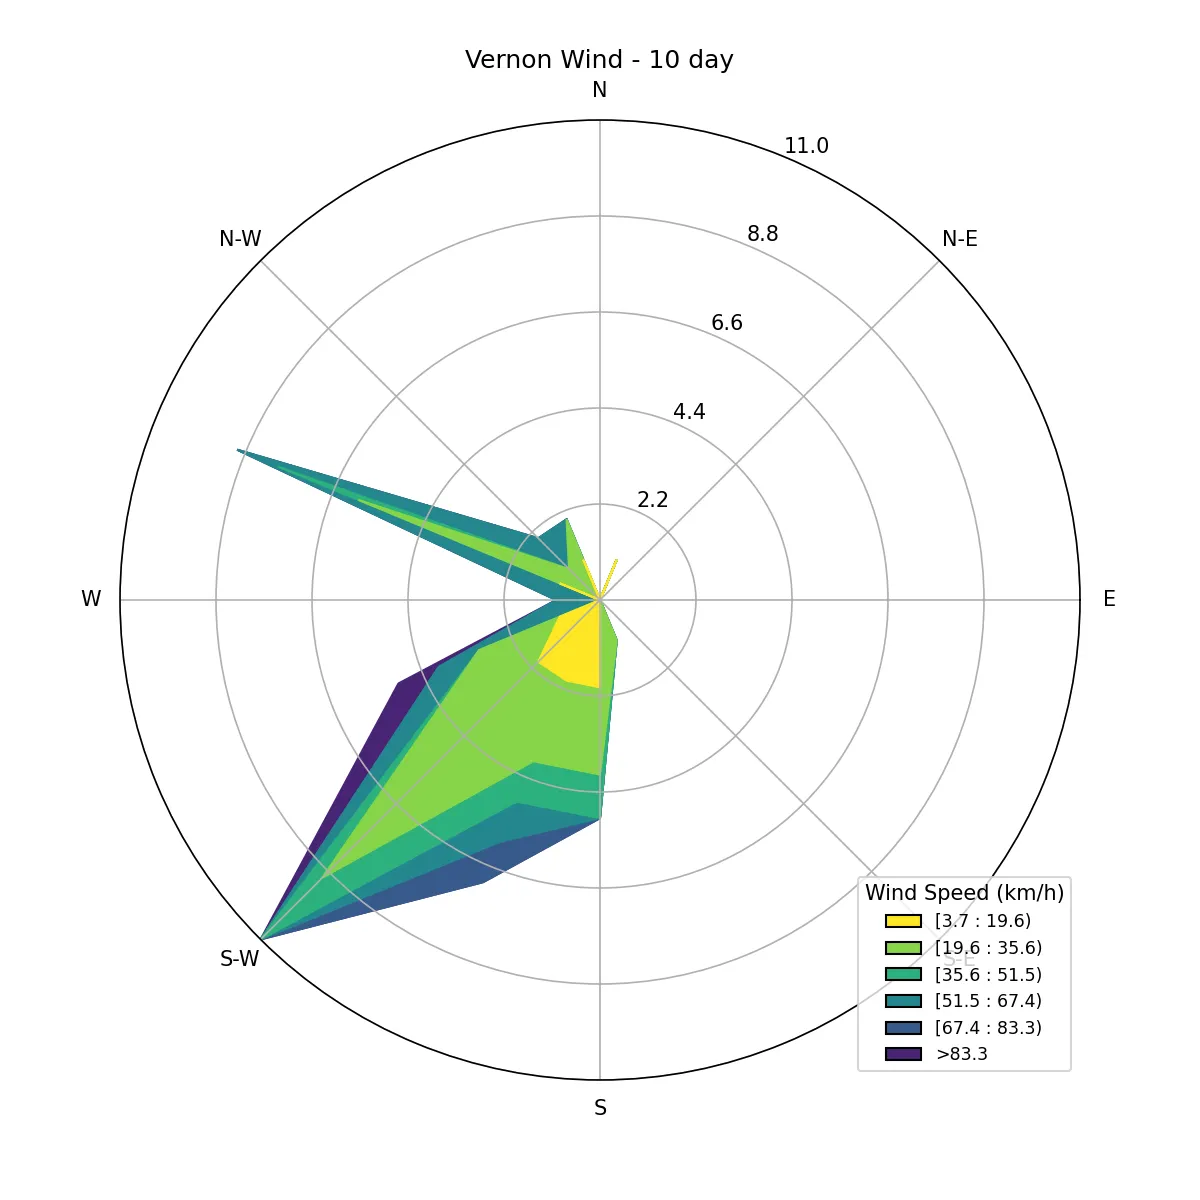 Vernon Wind - 10 day
N
11.0
8.8
N-W
N-E
6.6
4.4
2.2
W
E
Wind Speed (km/h)
[3.7 : 19.6)
[19.6 : 35.6)
S-W
S-E
[35.6 : 51.5)
[51.5 : 67.4)
[67.4 : 83.3)
>83.3
S